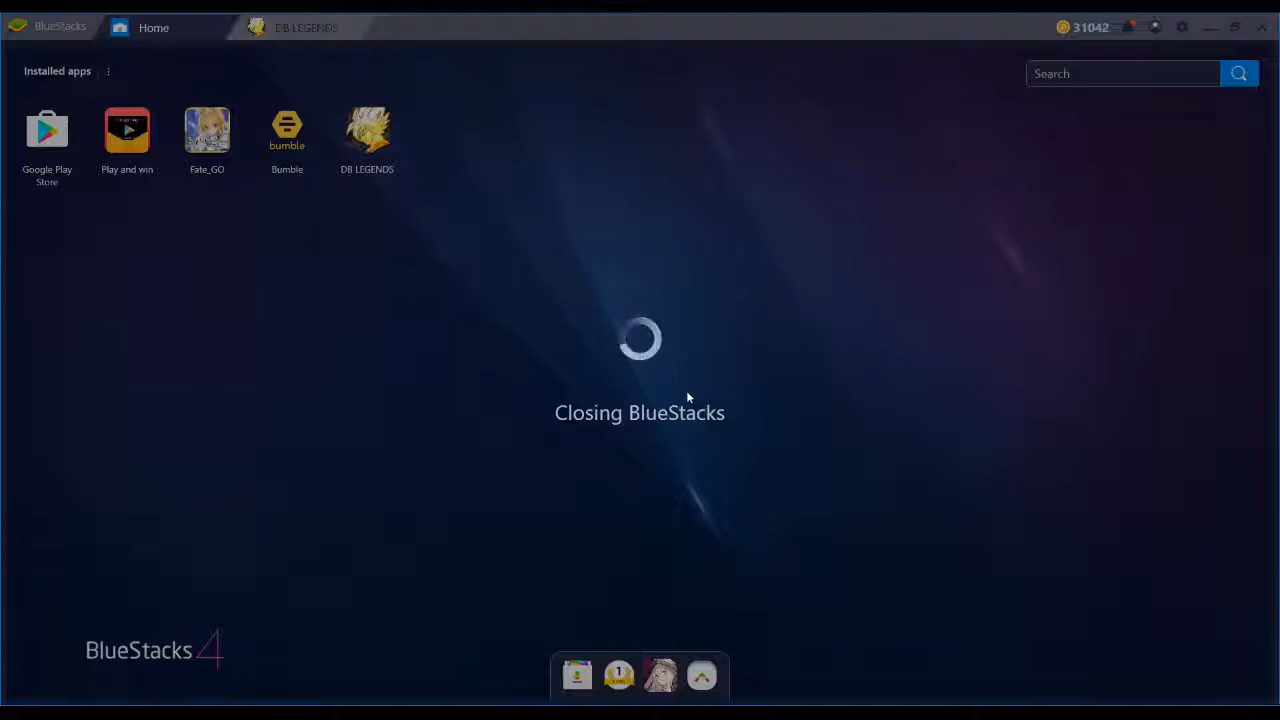 BlueStacks
Home
DB LEGENDS
31042
Installed apps
Search
Google Play Store
Play and win
Fate_GO
bumble
Bumble
DB LEGENDS
Closing BlueStacks
BlueStacks 4
1